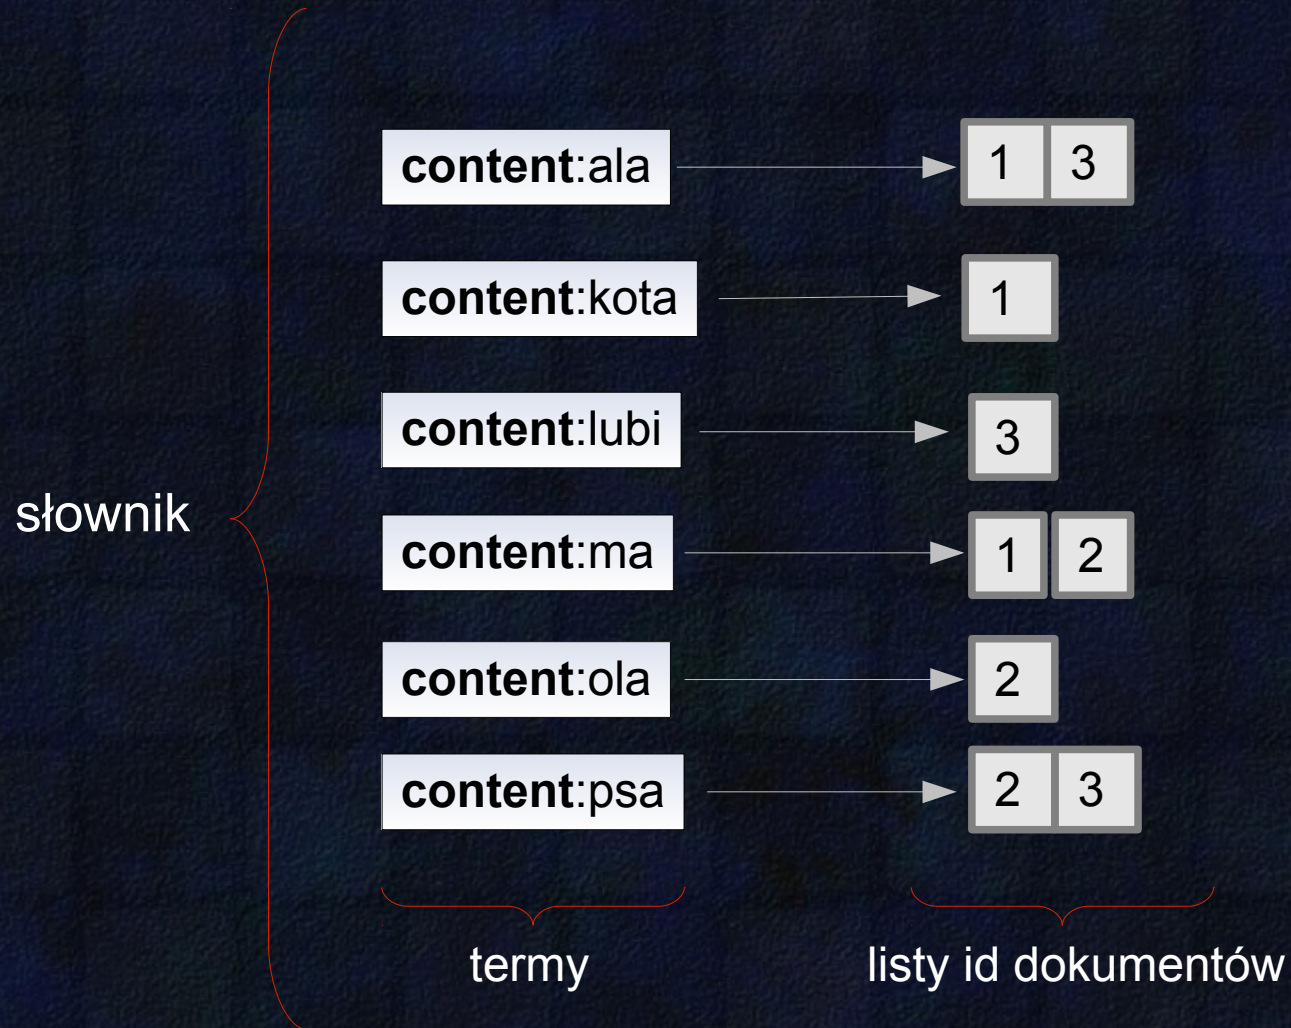 content:ala 1 3
content:kota 1
content:lubi 3
słownik
content:ma 1 2
content:ola 2
content:psa 2 3
termy listy id dokumentów